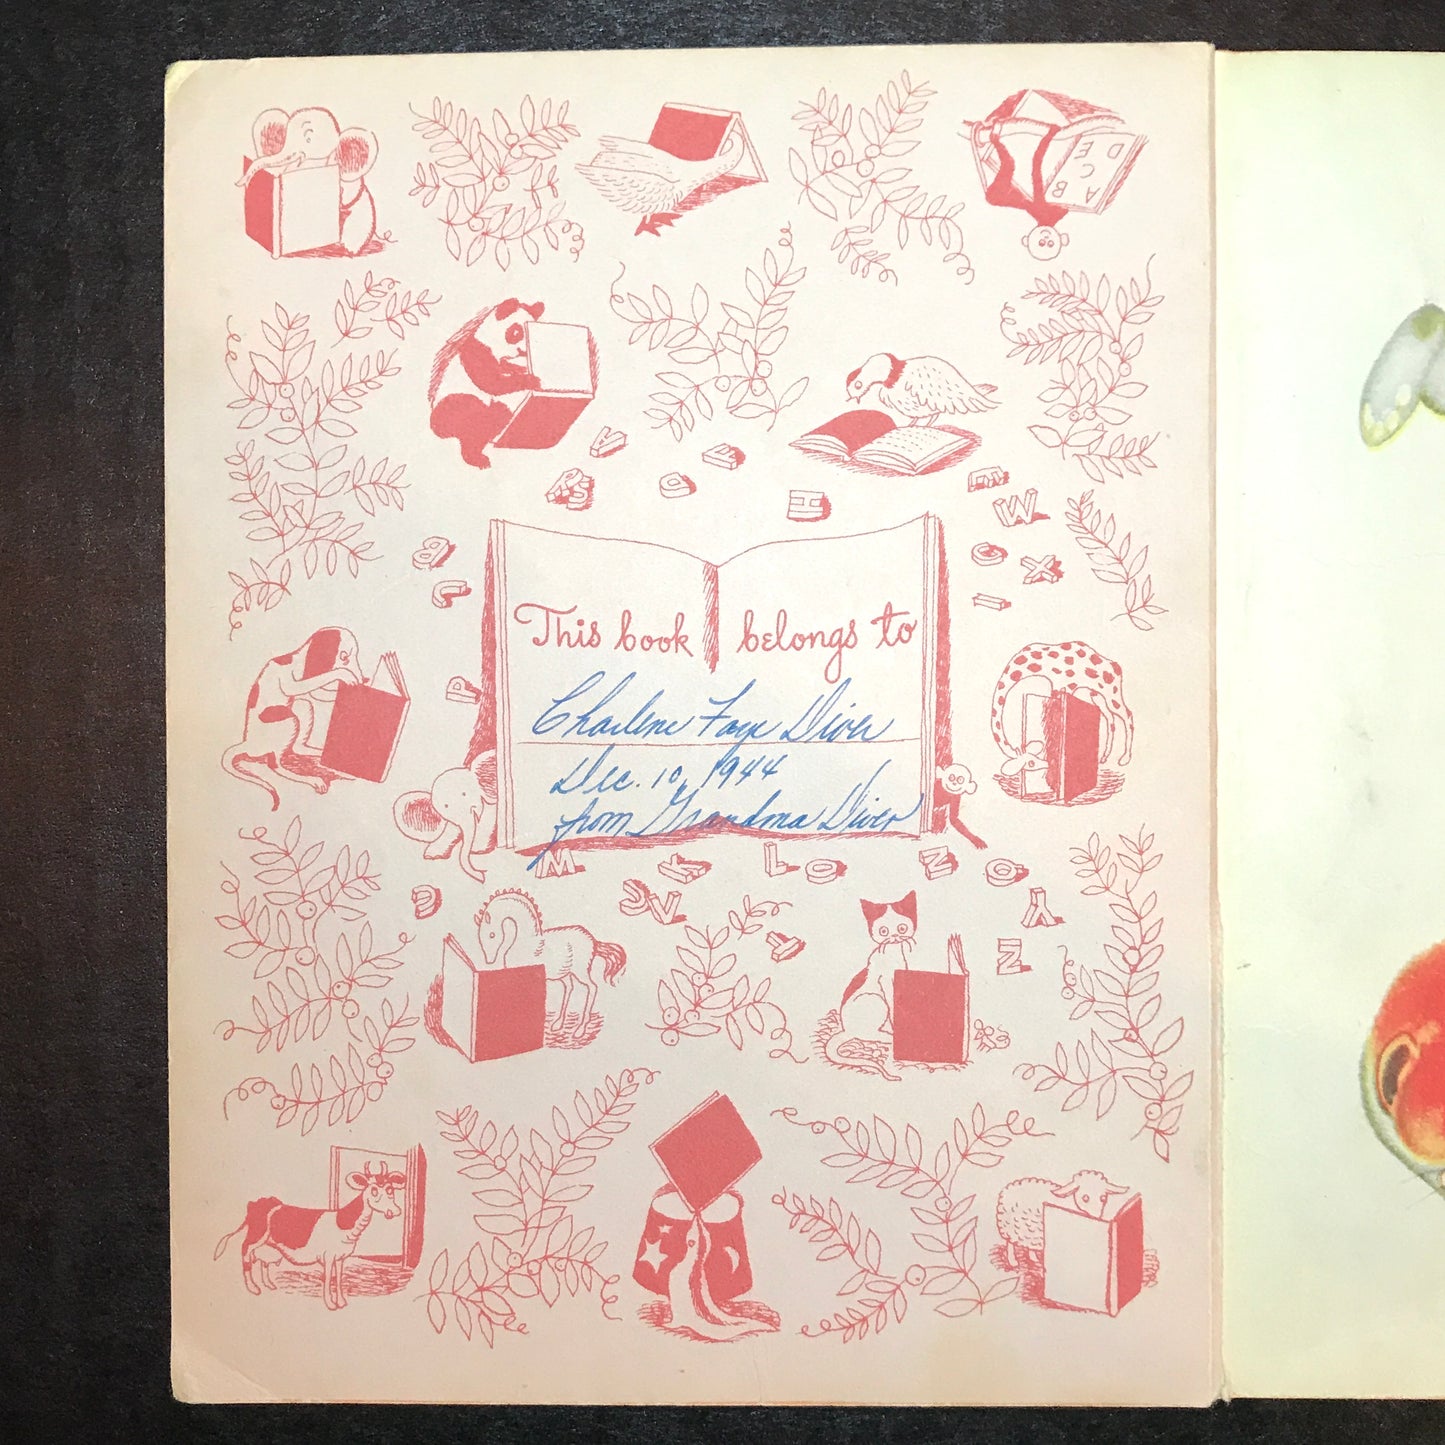 A B C D E
This book belongs to
Charlene Faye Diver
Dec. 10, 1944
from Grandma Diver